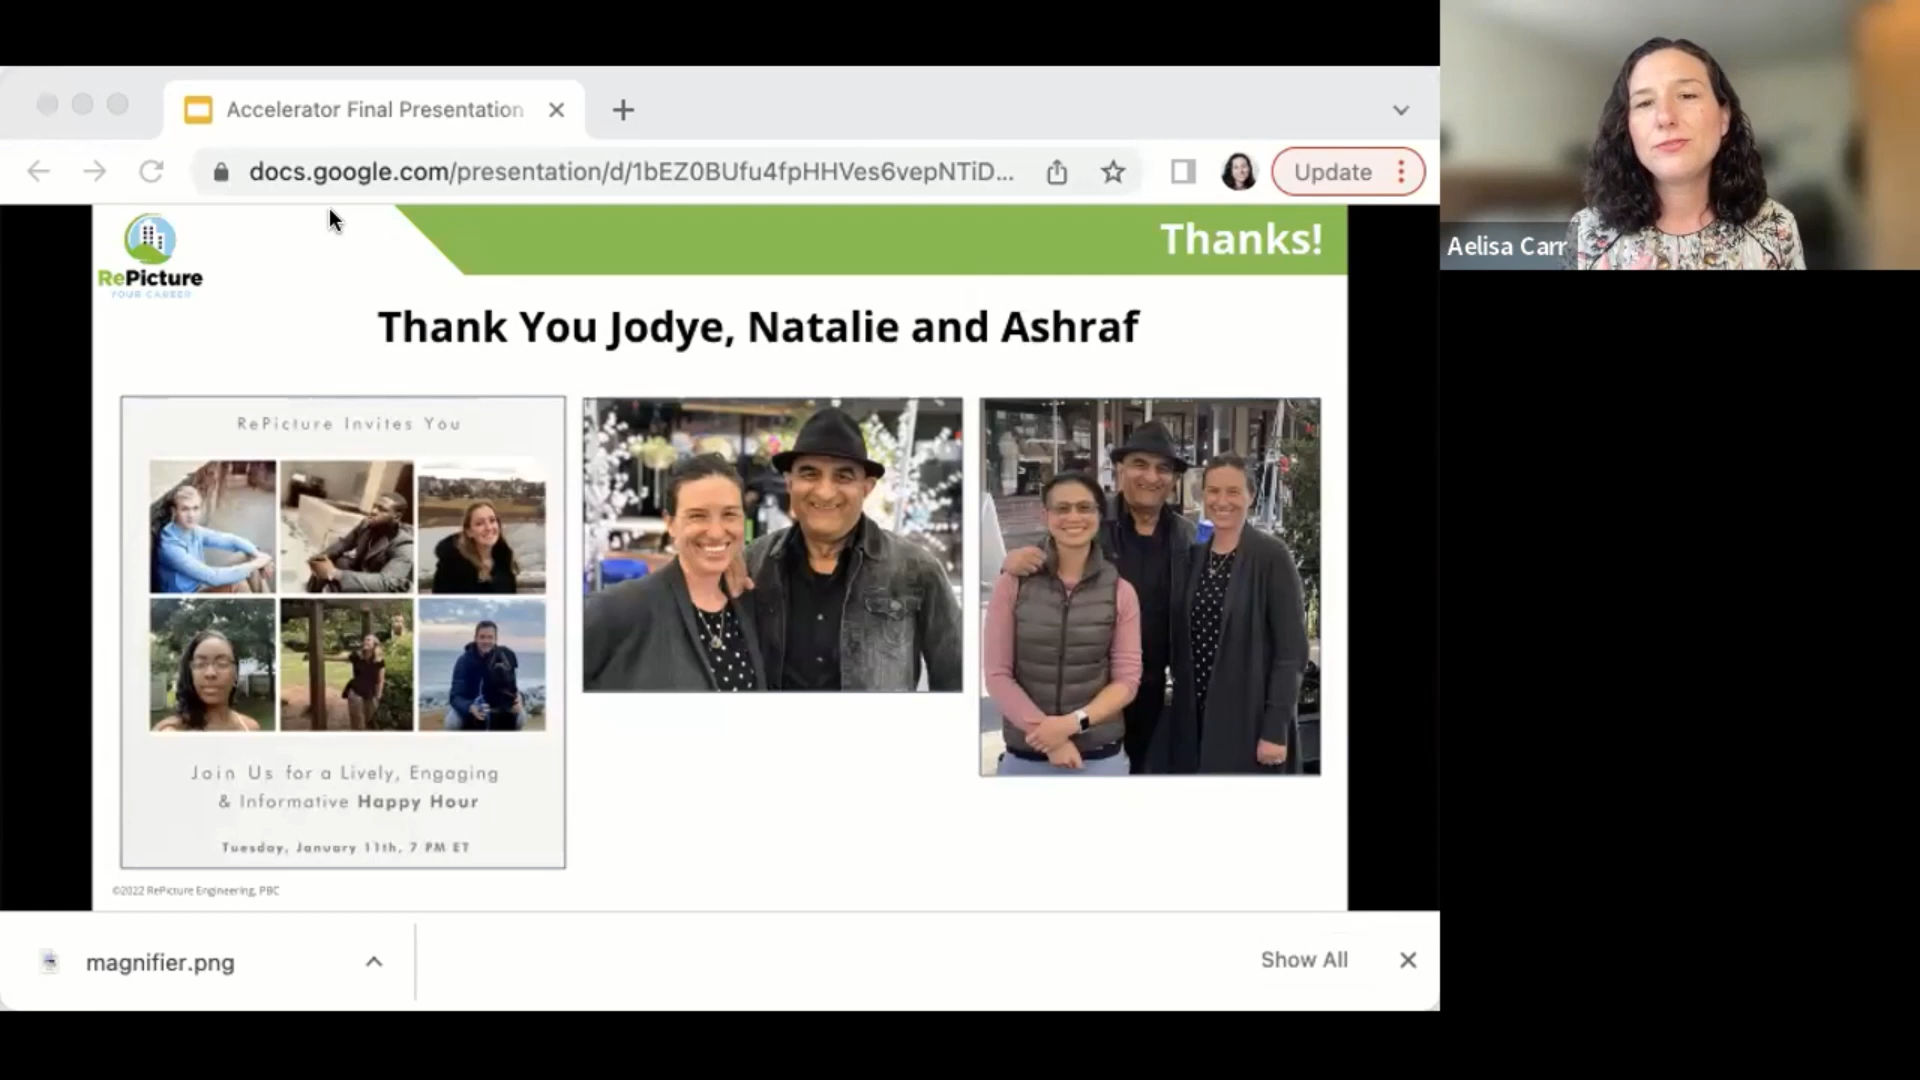 Accelerator Final Presentation
docs.google.com/presentation/d/1bEZ0BUfu4fpHHVes6vepNTiD...
Update
Aelisa Carr
RePicture
YOUR CAREER
Thanks!
Thank You Jodye, Natalie and Ashraf
RePicture Invites You
Join Us for a Lively, Engaging
& Informative Happy Hour
Tuesday, January 11th, 7 PM ET
©2022 RePicture Engineering, PBC
magnifier.png
Show All